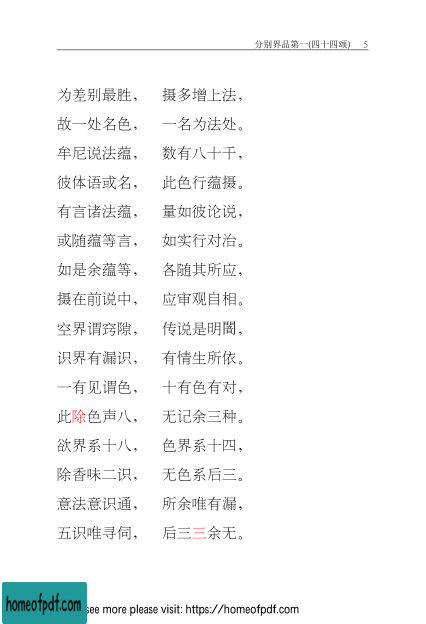 分别界品第一(四十四颂) 5
为差别最胜， 摄多增上法，
故一处名色， 一名为法处。
牟尼说法蕴， 数有八十千，
彼体语或名， 此色行蕴摄。
有言诸法蕴， 量如彼论说，
或随蕴等言， 如实行对治。
如是余蕴等， 各随其所应，
摄在前说中， 应审观自相。
空界谓窍隙， 传说是明闇，
识界有漏识， 有情生所依。
一有见谓色， 十有色有对，
此除色声八， 无记余三种。
欲界系十八， 色界系十四，
除香味二识， 无色系后三。
意法意识通， 所余唯有漏，
五识唯寻伺， 后三三余无。
homeofpdf.com
see more please visit: https://homeofpdf.com